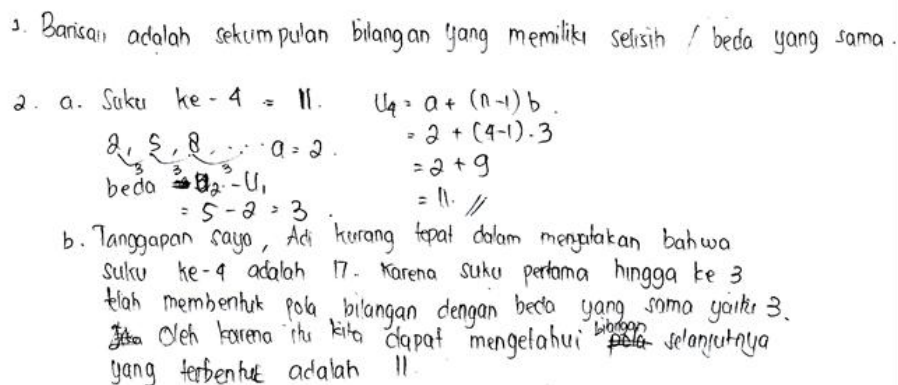 1. Barisan adalah sekumpulan bilangan yang memiliki selisih / beda yang sama.
2. a. Suku ke-4 = 11. U4 = a + (n-1) b.
2, 5, 8, .... a = 2. = 2 + (4-1) . 3
3 3 3 = 2 + 9
beda U2 - U1 = 11. //
= 5 - 2 = 3.
b. Tanggapan saya, Adi kurang tepat dalam mengatakan bahwa
suku ke-4 adalah 17. Karena suku pertama hingga ke 3
telah membentuk pola bilangan dengan beda yang sama yaitu 3.
Oleh karena itu kita dapat mengetahui bilangan selanjutnya
yang terbentuk adalah 11